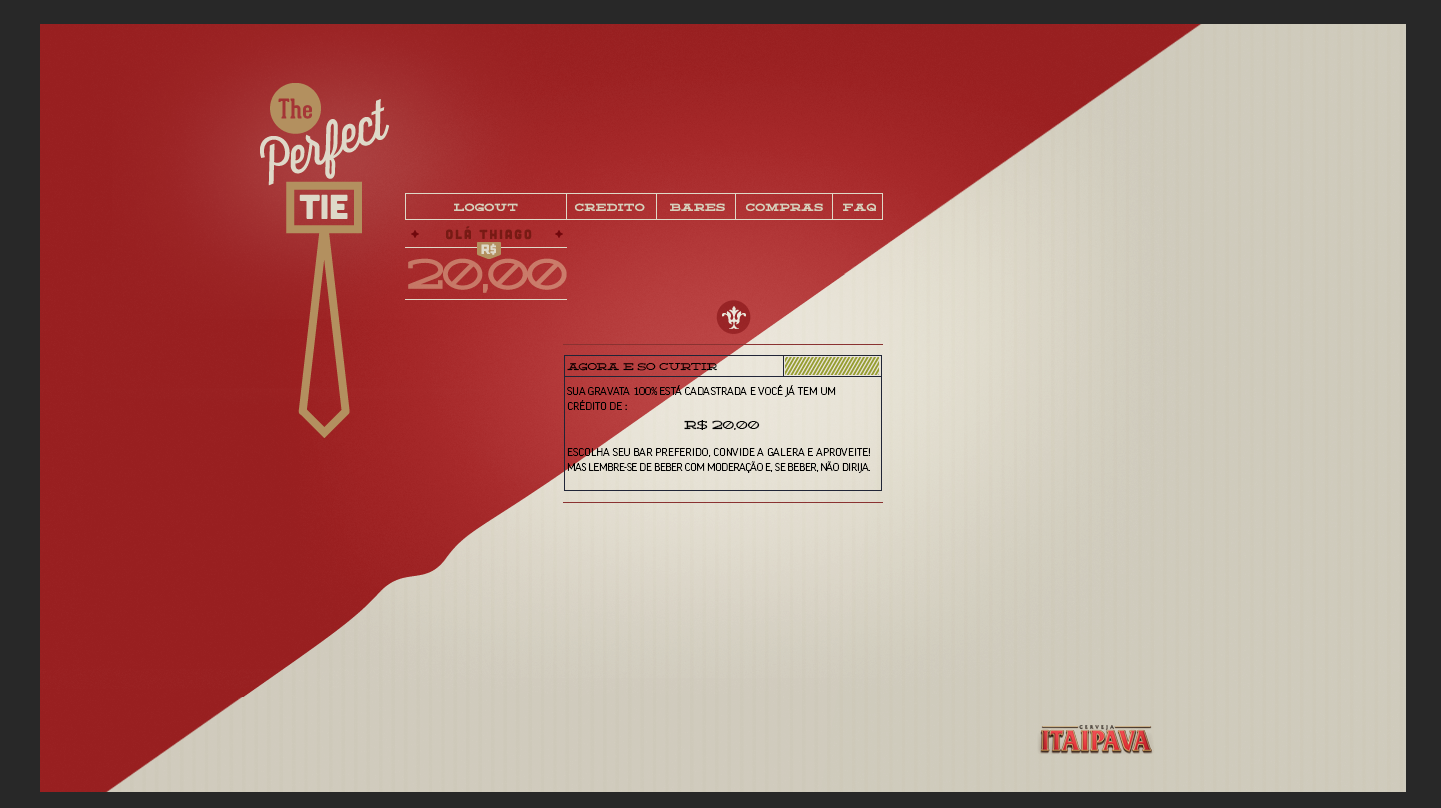 The
Perfect
TIE
LOGOUT CREDITO BARES COMPRAS FAQ
OLÁ THIAGO
R$
20,00
AGORA E SO CURTIR
SUA GRAVATA 100% ESTÁ CADASTRADA E VOCÊ JÁ TEM UM
CRÉDITO DE :
R$ 20,00
ESCOLHA SEU BAR PREFERIDO, CONVIDE A GALERA E APROVEITE!
MAS LEMBRE-SE DE BEBER COM MODERAÇÃO E, SE BEBER, NÃO DIRIJA.
CERVEJA
ITAIPAVA